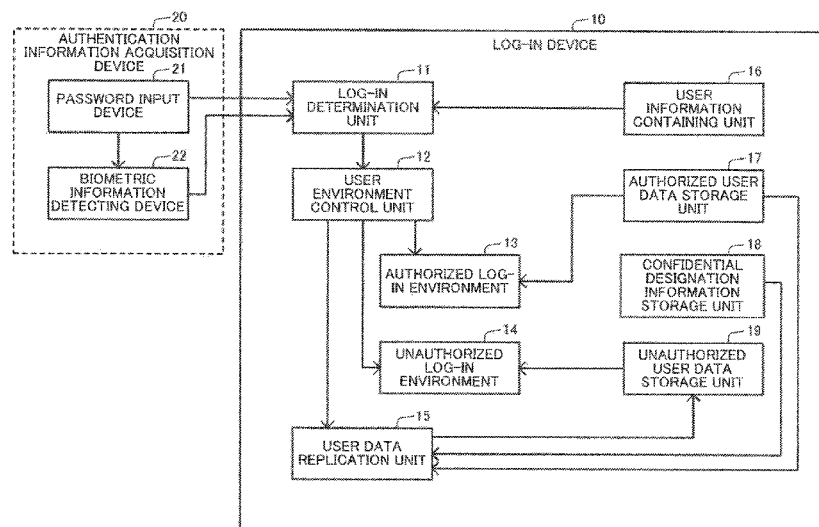 20
AUTHENTICATION
INFORMATION ACQUISITION
DEVICE
21
PASSWORD INPUT
DEVICE
22
BIOMETRIC
INFORMATION
DETECTING DEVICE
10
LOG-IN DEVICE
11
LOG-IN
DETERMINATION
UNIT
16
USER
INFORMATION
CONTAINING UNIT
12
USER
ENVIRONMENT
CONTROL UNIT
17
AUTHORIZED USER
DATA STORAGE
UNIT
13
AUTHORIZED LOG-
IN ENVIRONMENT
18
CONFIDENTIAL
DESIGNATION
INFORMATION
STORAGE UNIT
14
UNAUTHORIZED
LOG-IN
ENVIRONMENT
19
UNAUTHORIZED
USER DATA
STORAGE UNIT
15
USER DATA
REPLICATION UNIT